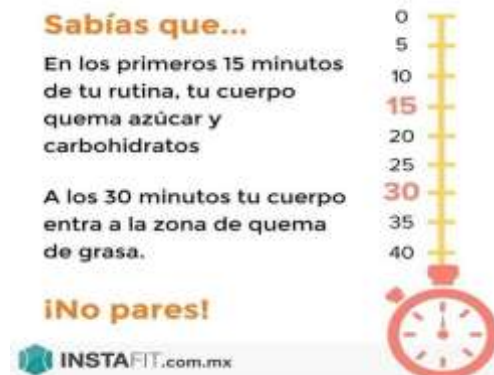 Sabías que...
En los primeros 15 minutos
de tu rutina, tu cuerpo
quema azúcar y
carbohidratos
A los 30 minutos tu cuerpo
entra a la zona de quema
de grasa.
¡No pares!
INSTAFIT.com.mx
0
5
10
15
20
25
30
35
40